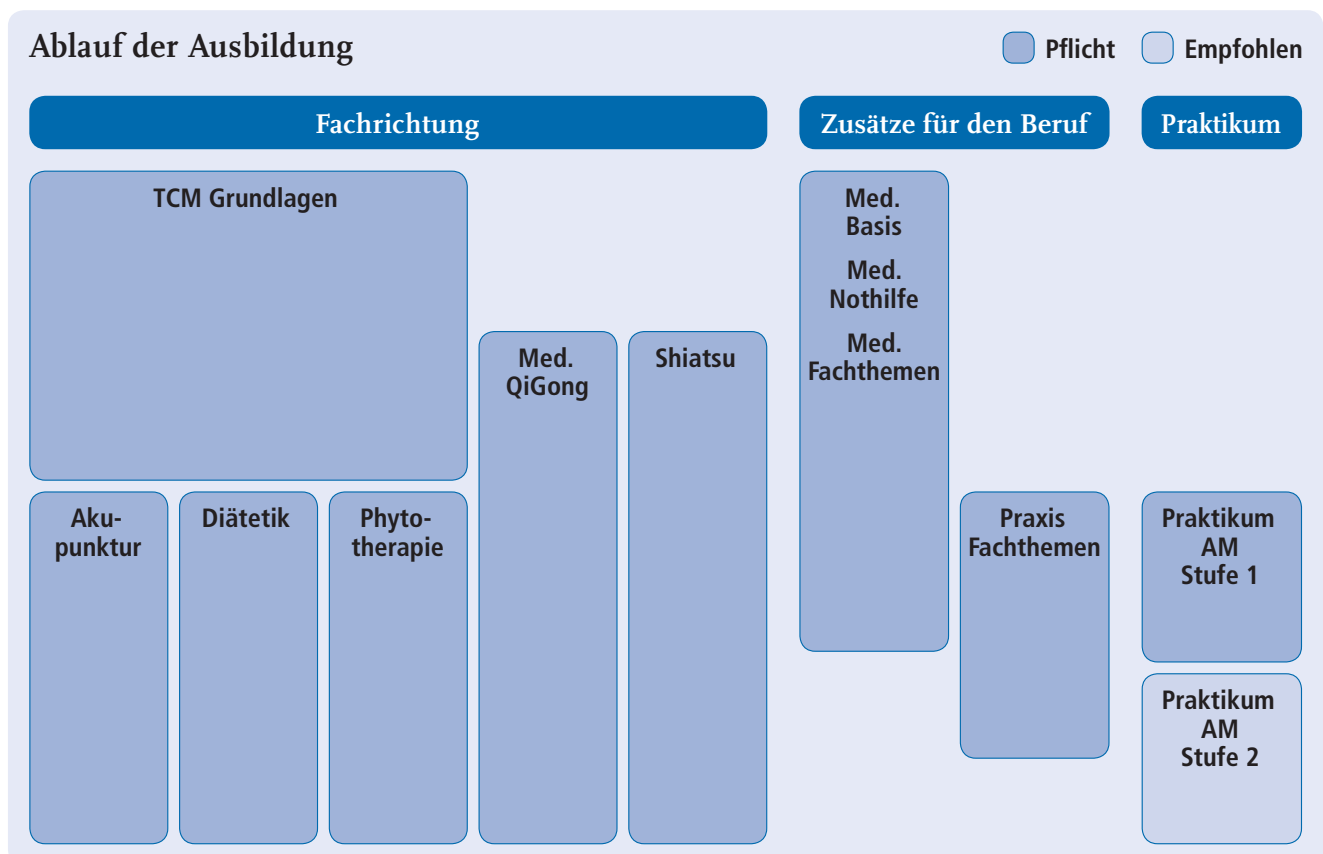 Ablauf der Ausbildung
Pflicht
Empfohlen
Fachrichtung
Zusätze für den Beruf
Praktikum
TCM Grundlagen
Aku-
punktur
Diätetik
Phyto-
therapie
Med.
QiGong
Shiatsu
Med.
Basis
Med.
Nothilfe
Med.
Fachthemen
Praxis
Fachthemen
Praktikum
AM
Stufe 1
Praktikum
AM
Stufe 2